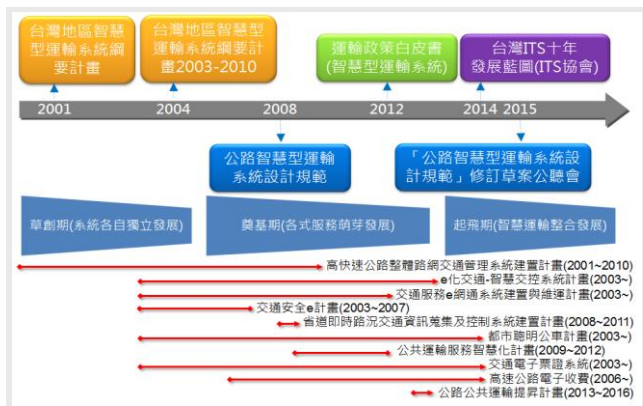 台灣地區智慧
型運輸系統綱
要計畫
台灣地區智慧型
運輸系統綱要計
畫2003-2010
運輸政策白皮書
(智慧型運輸系統)
台灣ITS十年
發展藍圖(ITS協會)
2001
2004
2008
2012
2014
2015
公路智慧型運輸
系統設計規範
「公路智慧型運輸系統設
計規範」修訂草案公聽會
草創期(系統各自獨立發展)
奠基期(各式服務萌芽發展)
起飛期(智慧運輸整合發展)
高快速公路整體路網交通管理系統建置計畫(2001~2010)
e化交通-智慧交控系統計畫(2003~)
交通服務e網通系統建置與維運計畫(2003~)
交通安全e計畫(2003~2007)
省道即時路況交通資訊蒐集及控制系統建置計畫(2008~2011)
都市聰明公車計畫(2003~)
公共運輸服務智慧化計畫(2009~2012)
交通電子票證系統(2003~)
高速公路電子收費(2006~)
公路公共運輸提昇計畫(2013~2016)